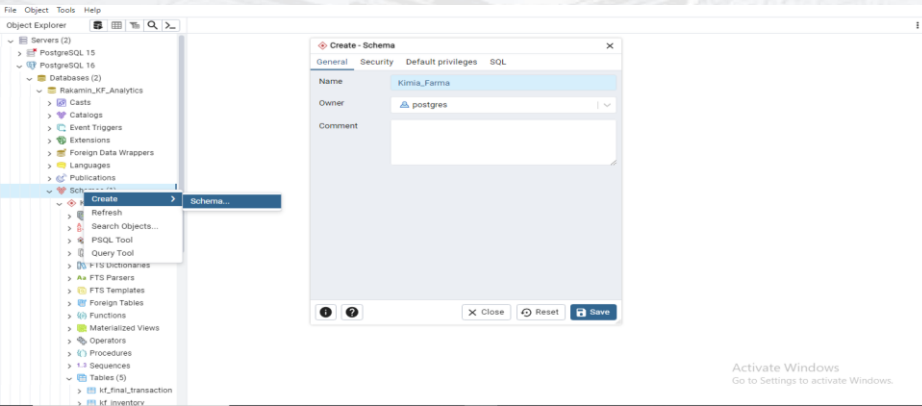 File Object Tools Help
Object Explorer
Servers (2)
PostgreSQL 15
PostgreSQL 16
Databases (2)
Rakamin_KF_Analytics
Casts
Catalogs
Event Triggers
Extensions
Foreign Data Wrappers
Languages
Publications
Schemas (1)
Create
Schema...
Refresh
Search Objects...
PSQL Tool
Query Tool
FTS Dictionaries
FTS Parsers
FTS Templates
Foreign Tables
Functions
Materialized Views
Operators
Procedures
Sequences
Tables (5)
kf_final_transaction
kf_inventory
Create - Schema
General Security Default privileges SQL
Name Kimia_Farma
Owner postgres
Comment
Close Reset Save
Activate Windows
Go to Settings to activate Windows.